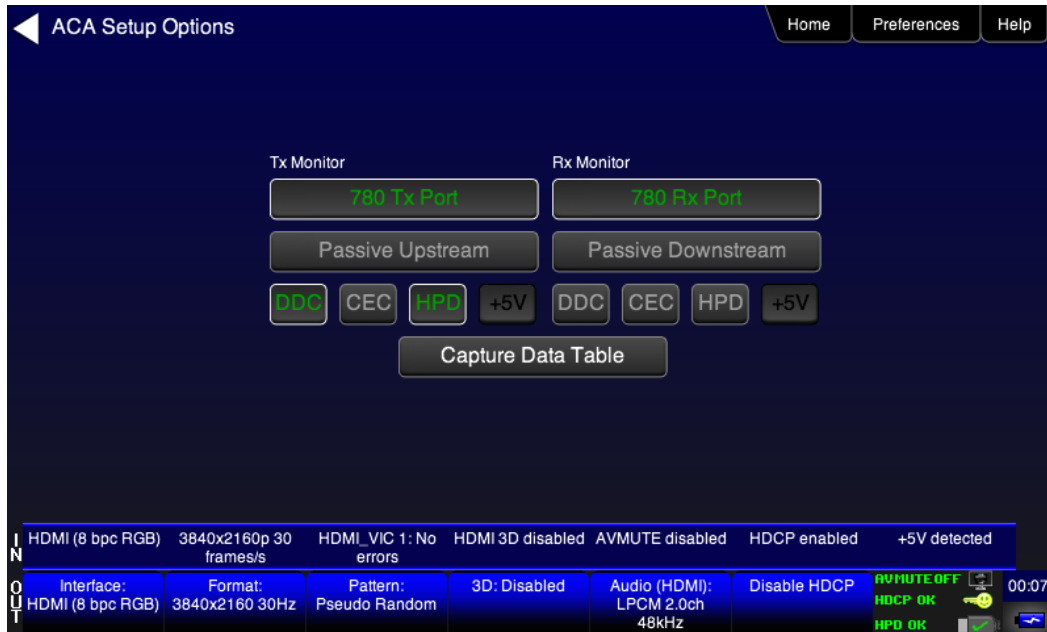 ACA Setup Options
Home
Preferences
Help
Tx Monitor
Rx Monitor
780 Tx Port
780 Rx Port
Passive Upstream
Passive Downstream
DDC
CEC
HPD
+5V
DDC
CEC
HPD
+5V
Capture Data Table
IN
HDMI (8 bpc RGB)
3840x2160p 30
frames/s
HDMI_VIC 1: No
errors
HDMI 3D disabled
AVMUTE disabled
HDCP enabled
+5V detected
OUT
Interface:
HDMI (8 bpc RGB)
Format:
3840x2160 30Hz
Pattern:
Pseudo Random
3D: Disabled
Audio (HDMI):
LPCM 2.0ch
48kHz
Disable HDCP
AVMUTEOFF
HDCP OK
HPD OK
00:07